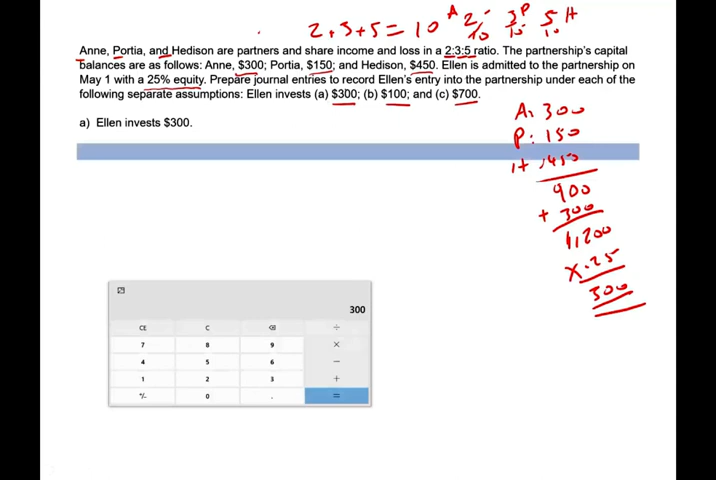 2+3+5=10 A 2/10 3/10 P 5/10 H
Anne, Portia, and Hedison are partners and share income and loss in a 2:3:5 ratio. The partnership's capital
balances are as follows: Anne, $300; Portia, $150; and Hedison, $450. Ellen is admitted to the partnership on
May 1 with a 25% equity. Prepare journal entries to record Ellen's entry into the partnership under each of the
following separate assumptions: Ellen invests (a) $300; (b) $100; and (c) $700.
A: 300
a) Ellen invests $300.
P: 150
H: 450
900
+ 300
1,200
x .25
300
300
CE C ⌫ ÷
7 8 9 ×
4 5 6 −
1 2 3 +
+/- 0 . =